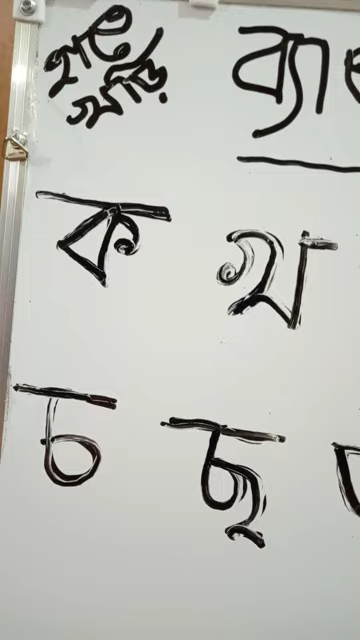 হাতে খড়ি
ব্যা
ক খ
চ ছ